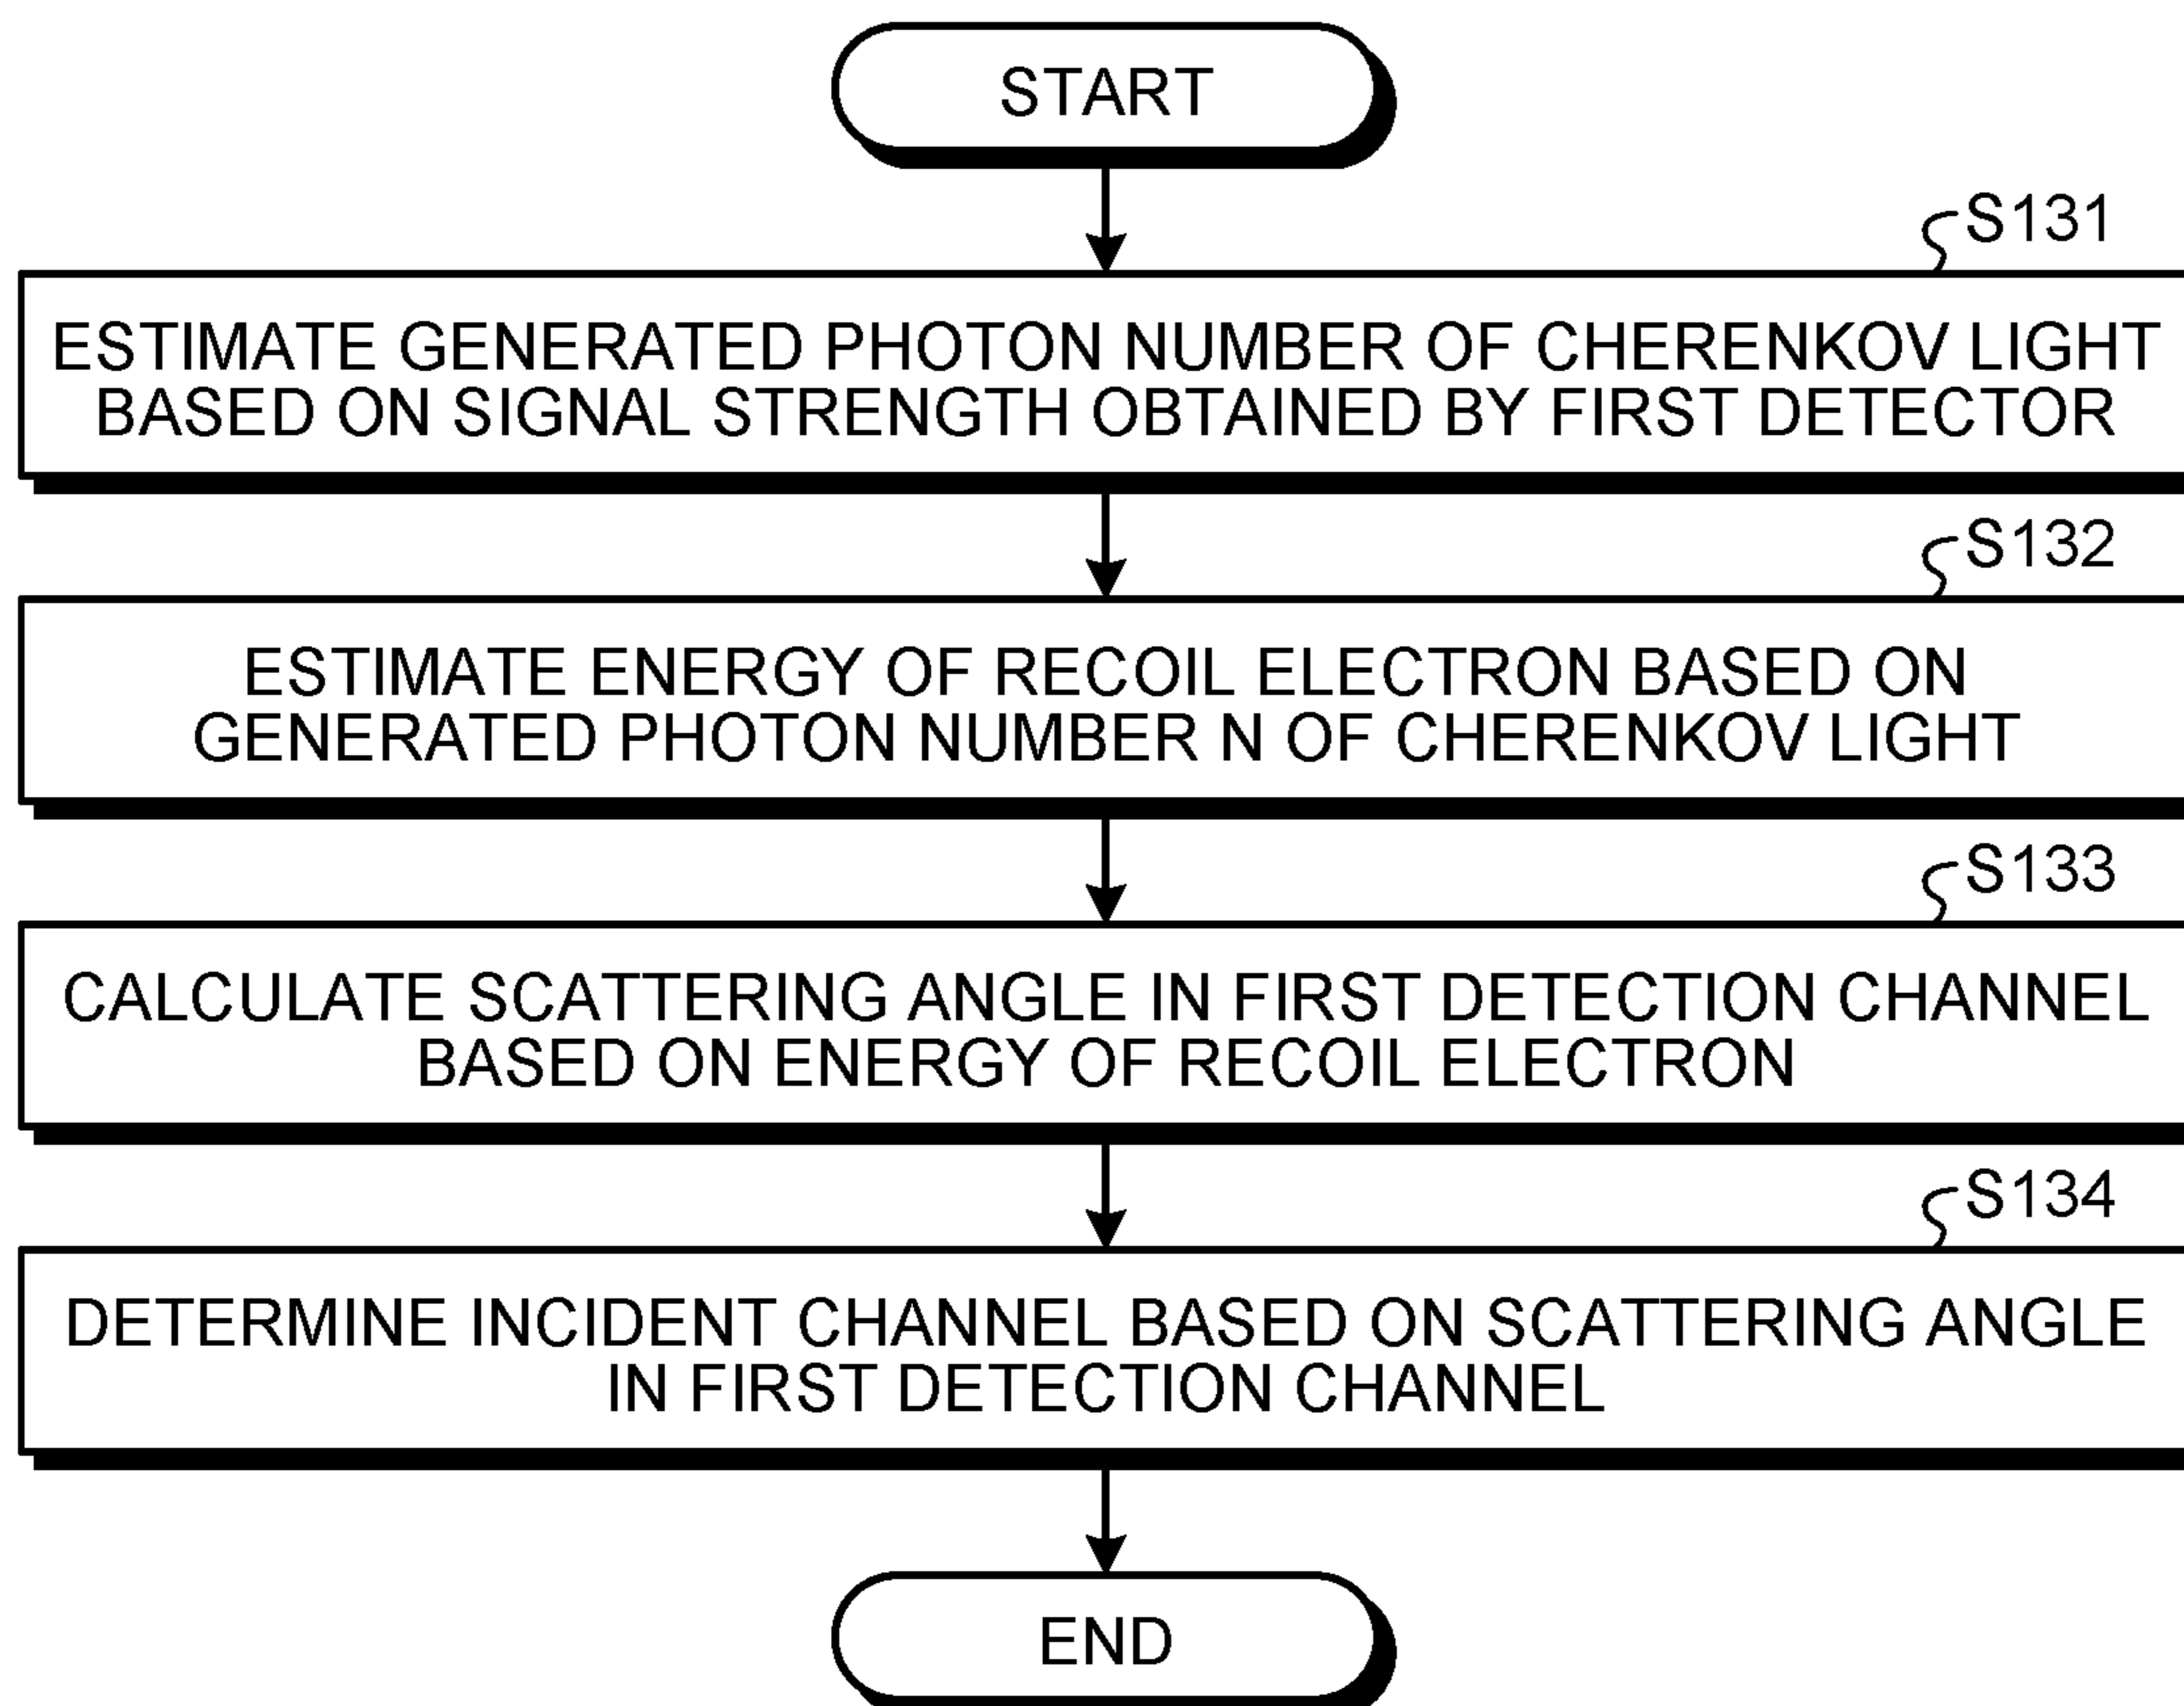 START
S131
ESTIMATE GENERATED PHOTON NUMBER OF CHERENKOV LIGHT
BASED ON SIGNAL STRENGTH OBTAINED BY FIRST DETECTOR
S132
ESTIMATE ENERGY OF RECOIL ELECTRON BASED ON
GENERATED PHOTON NUMBER N OF CHERENKOV LIGHT
S133
CALCULATE SCATTERING ANGLE IN FIRST DETECTION CHANNEL
BASED ON ENERGY OF RECOIL ELECTRON
S134
DETERMINE INCIDENT CHANNEL BASED ON SCATTERING ANGLE
IN FIRST DETECTION CHANNEL
END